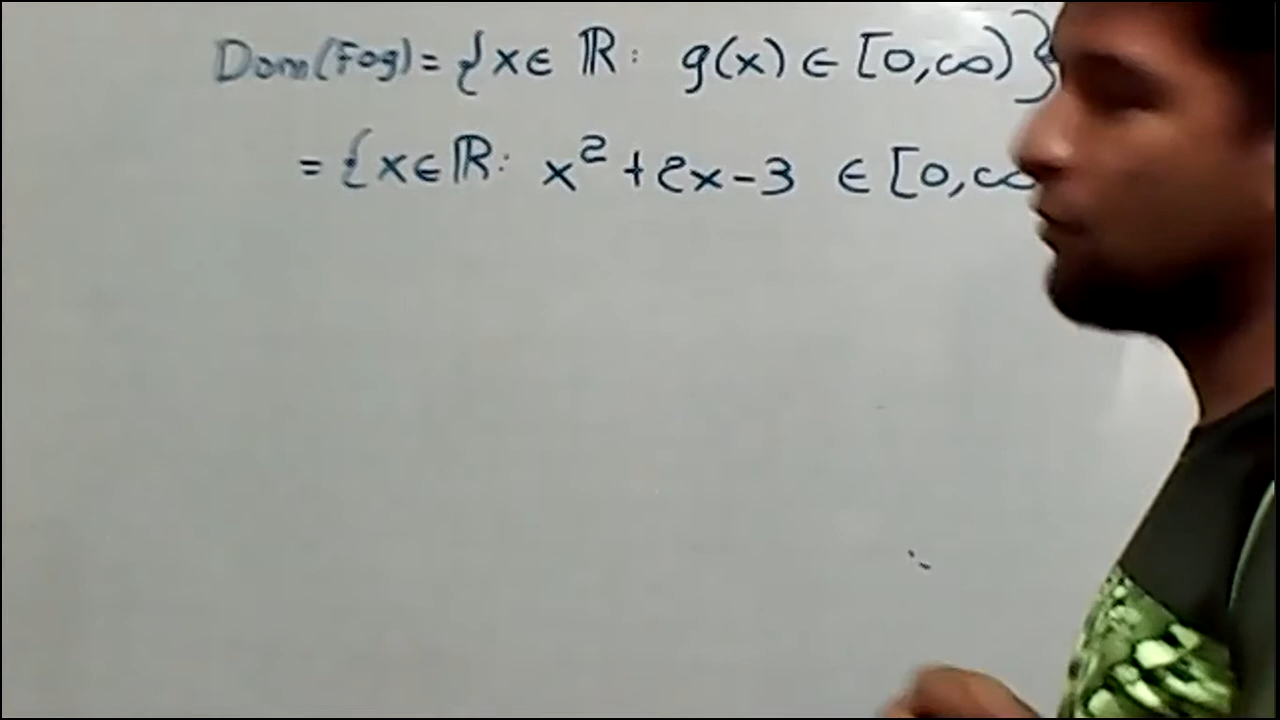 Dom(Fog) = {x ∈ ℝ : g(x) ∈ [0,∞)}
= {x ∈ ℝ : x² + 2x - 3 ∈ [0,∞